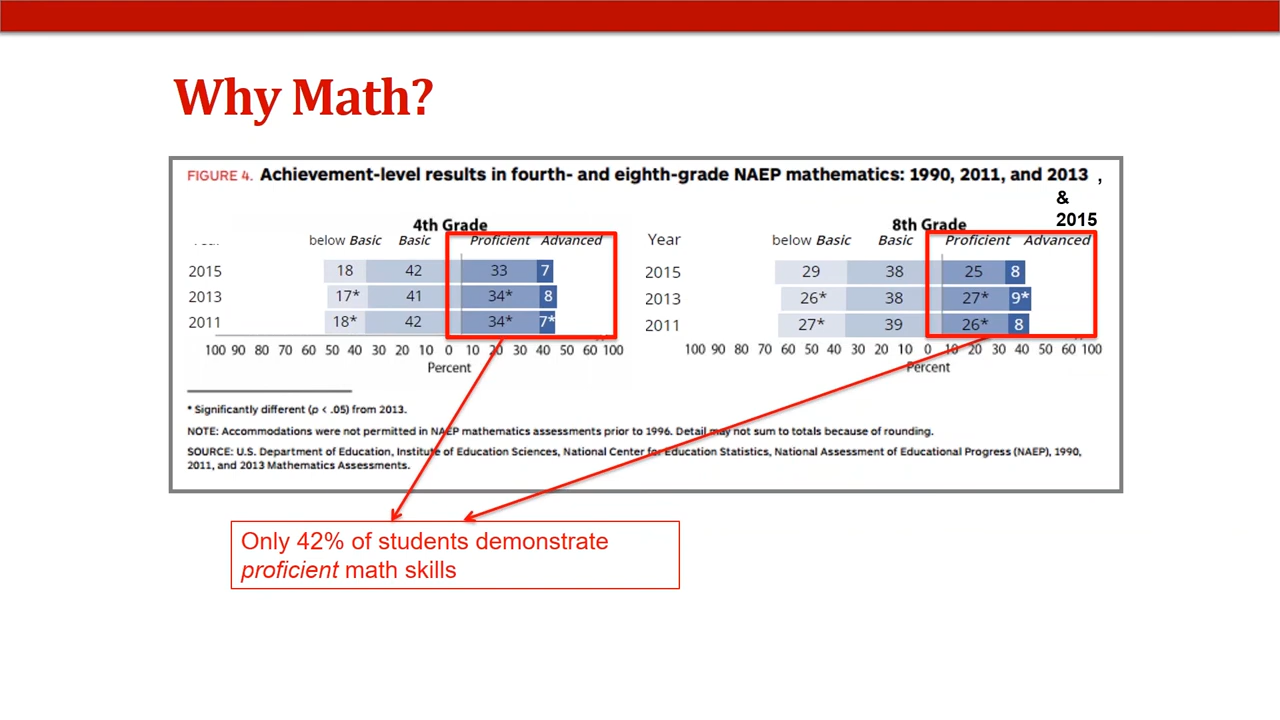 Why Math?
FIGURE 4. Achievement-level results in fourth- and eighth-grade NAEP mathematics: 1990, 2011, and 2013 ,
&
2015
4th Grade
below Basic Basic Proficient Advanced
2015 18 42 33 7
2013 17* 41 34* 8
2011 18* 42 34* 7*
100 90 80 70 60 50 40 30 20 10 0 10 20 30 40 50 60 100
Percent
8th Grade
Year below Basic Basic Proficient Advanced
2015 29 38 25 8
2013 26* 38 27* 9*
2011 27* 39 26* 8
100 90 80 70 60 50 40 30 20 10 0 10 20 30 40 50 60 100
Percent
* Significantly different (p < .05) from 2013.
NOTE: Accommodations were not permitted in NAEP mathematics assessments prior to 1996. Detail may not sum to totals because of rounding.
SOURCE: U.S. Department of Education, Institute of Education Sciences, National Center for Education Statistics, National Assessment of Educational Progress (NAEP), 1990,
2011, and 2013 Mathematics Assessments.
Only 42% of students demonstrate
proficient math skills